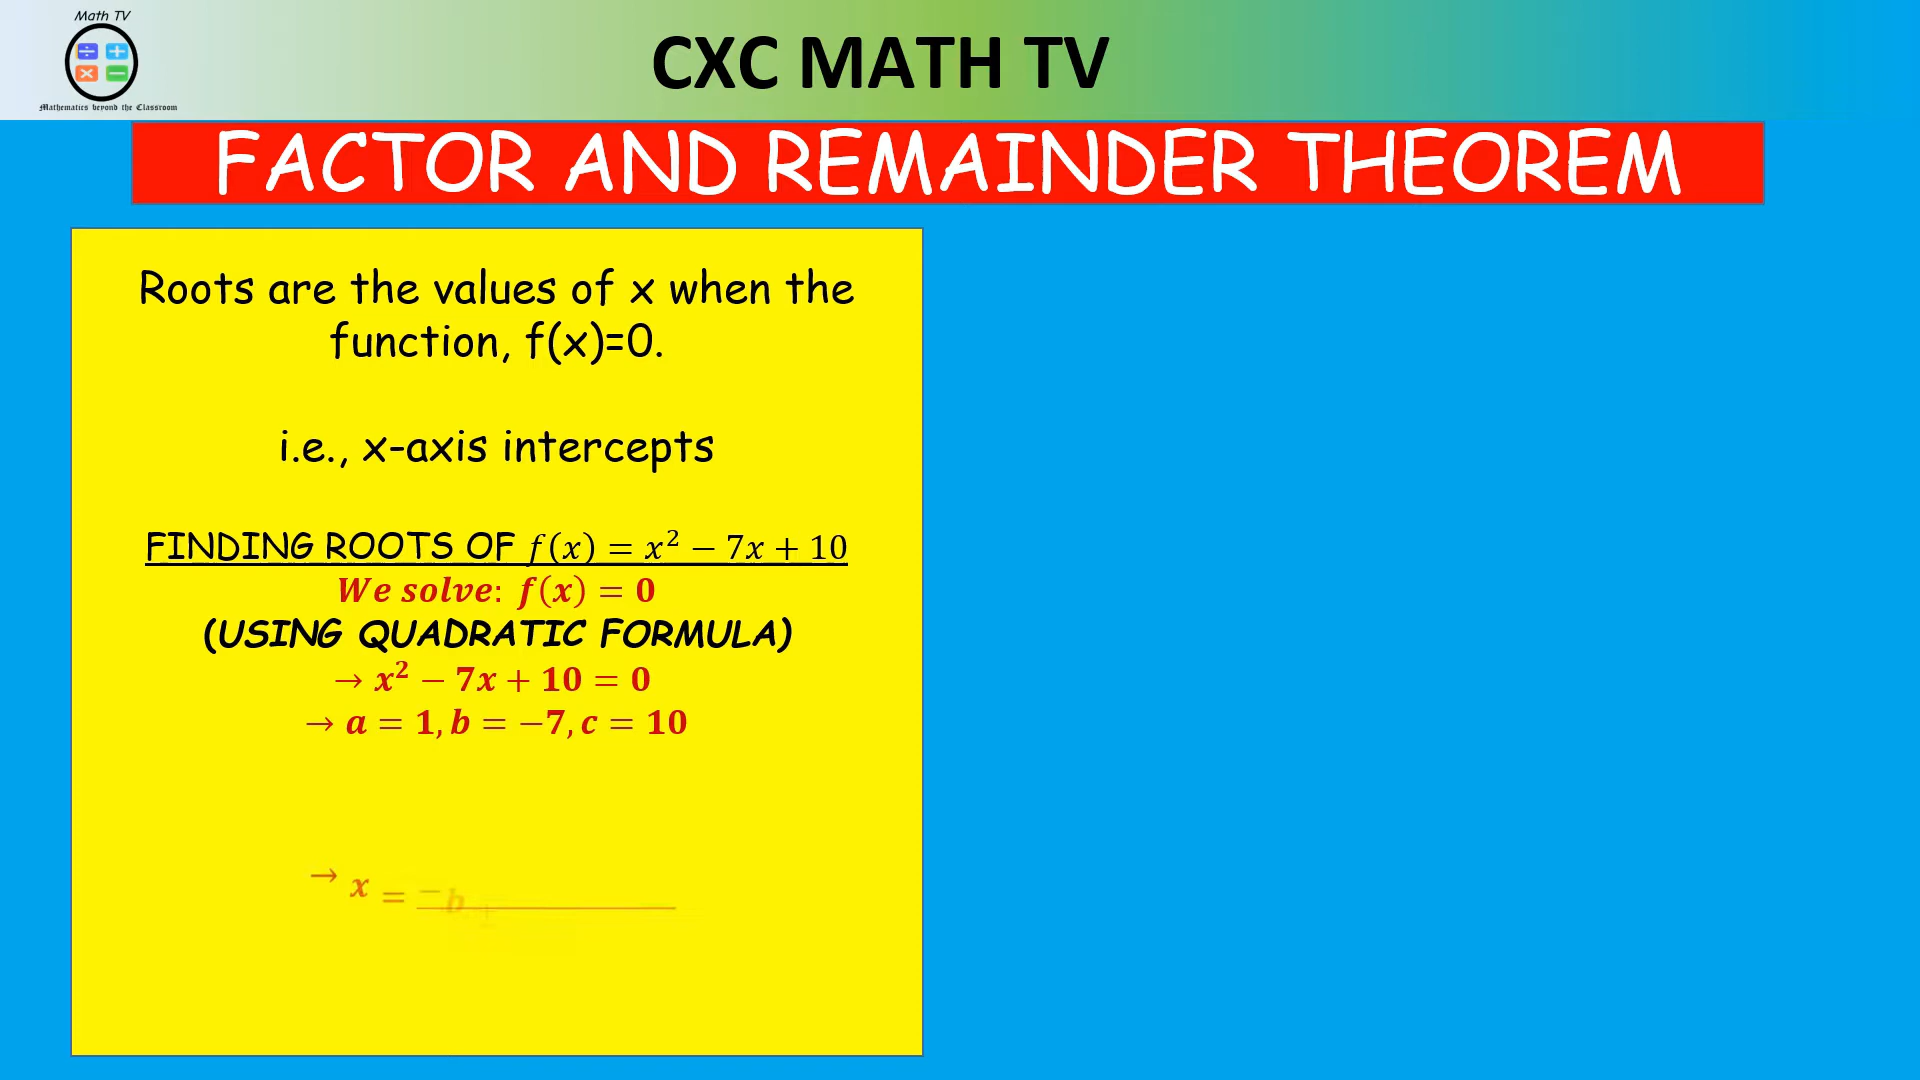 Math TV
Mathematics beyond the Classroom
CXC MATH TV
FACTOR AND REMAINDER THEOREM
Roots are the values of x when the
function, f(x)=0.
i.e., x-axis intercepts
FINDING ROOTS OF f(x) = x² − 7x + 10
We solve: f(x) = 0
(USING QUADRATIC FORMULA)
→ x² − 7x + 10 = 0
→ a = 1, b = −7, c = 10
→ x = −b ±